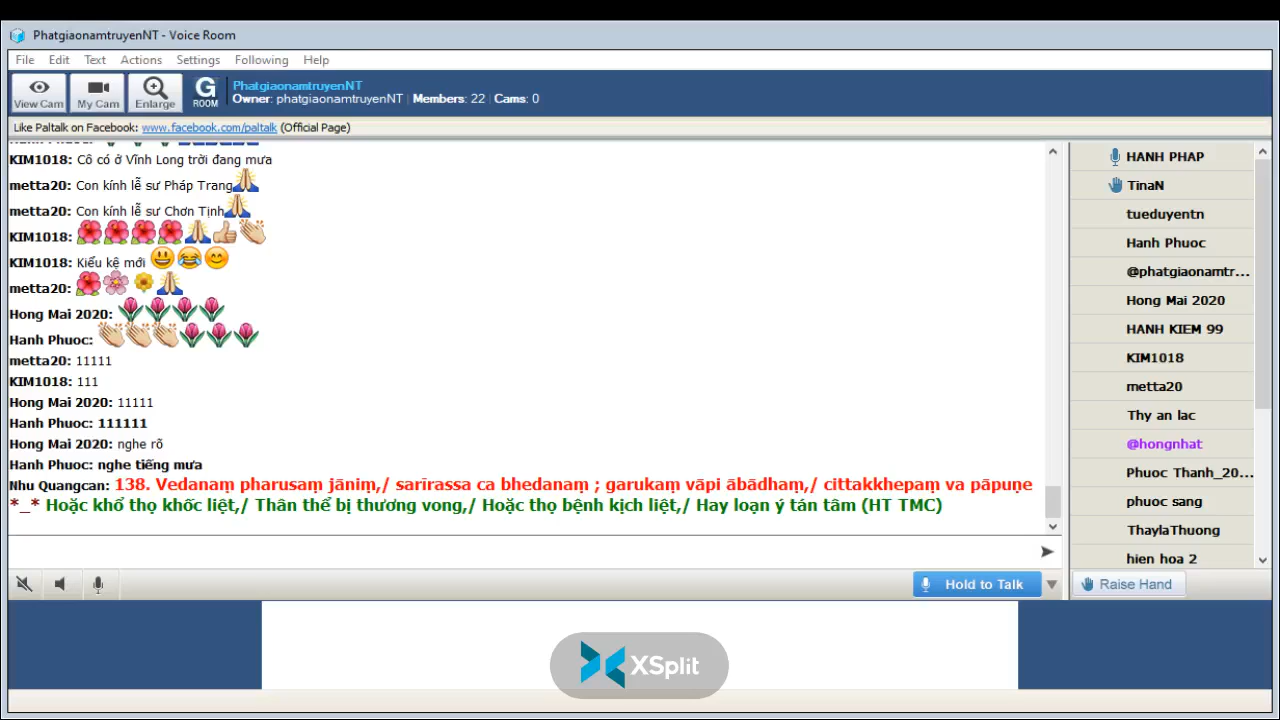 PhatgiaonamtruyenNT - Voice Room
File Edit Text Actions Settings Following Help
View Cam My Cam Enlarge G ROOM
PhatgiaonamtruyenNT
Owner: phatgiaonamtruyenNT | Members: 22 | Cams: 0
Like Paltalk on Facebook: www.facebook.com/paltalk (Official Page)
KIM1018: Cô có ở Vĩnh Long trời đang mưa
metta20: Con kính lễ sư Pháp Trang
metta20: Con kính lễ sư Chơn Tịnh
KIM1018:
KIM1018: Kiểu kệ mới
metta20:
Hong Mai 2020:
Hanh Phuoc:
metta20: 11111
KIM1018: 111
Hong Mai 2020: 11111
Hanh Phuoc: 111111
Hong Mai 2020: nghe rõ
Hanh Phuoc: nghe tiếng mưa
Nhu Quangcan: 138. Vedanaṃ pharusaṃ jāniṃ,/ sarīrassa ca bhedanaṃ ; garukaṃ vāpi ābādhaṃ,/ cittakkhepaṃ va pāpuṇe
*_* Hoặc khổ thọ khốc liệt,/ Thân thể bị thương vong,/ Hoặc thọ bệnh kịch liệt,/ Hay loạn ý tán tâm (HT TMC)
HANH PHAP
TinaN
tueduyentn
Hanh Phuoc
@phatgiaonamtr...
Hong Mai 2020
HANH KIEM 99
KIM1018
metta20
Thy an lac
@hongnhat
Phuoc Thanh_20...
phuoc sang
ThaylaThuong
hien hoa 2
Hold to Talk
Raise Hand
XSplit